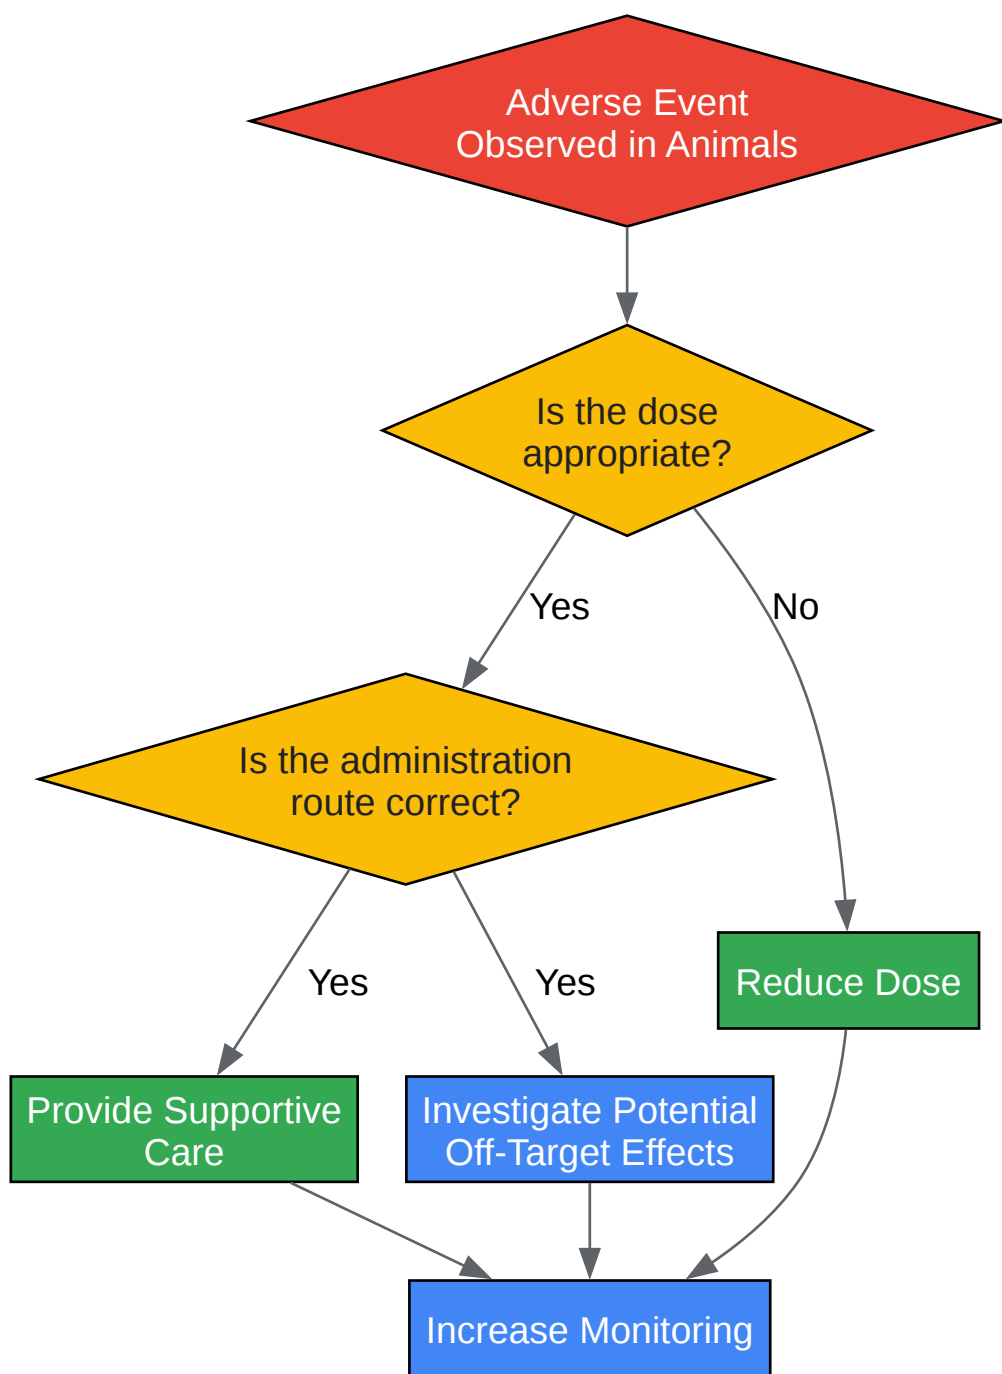 Adverse Event
Observed in Animals
Is the dose
appropriate?
Yes
No
Is the administration
route correct?
Yes
Yes
Reduce Dose
Provide Supportive
Care
Investigate Potential
Off-Target Effects
Increase Monitoring